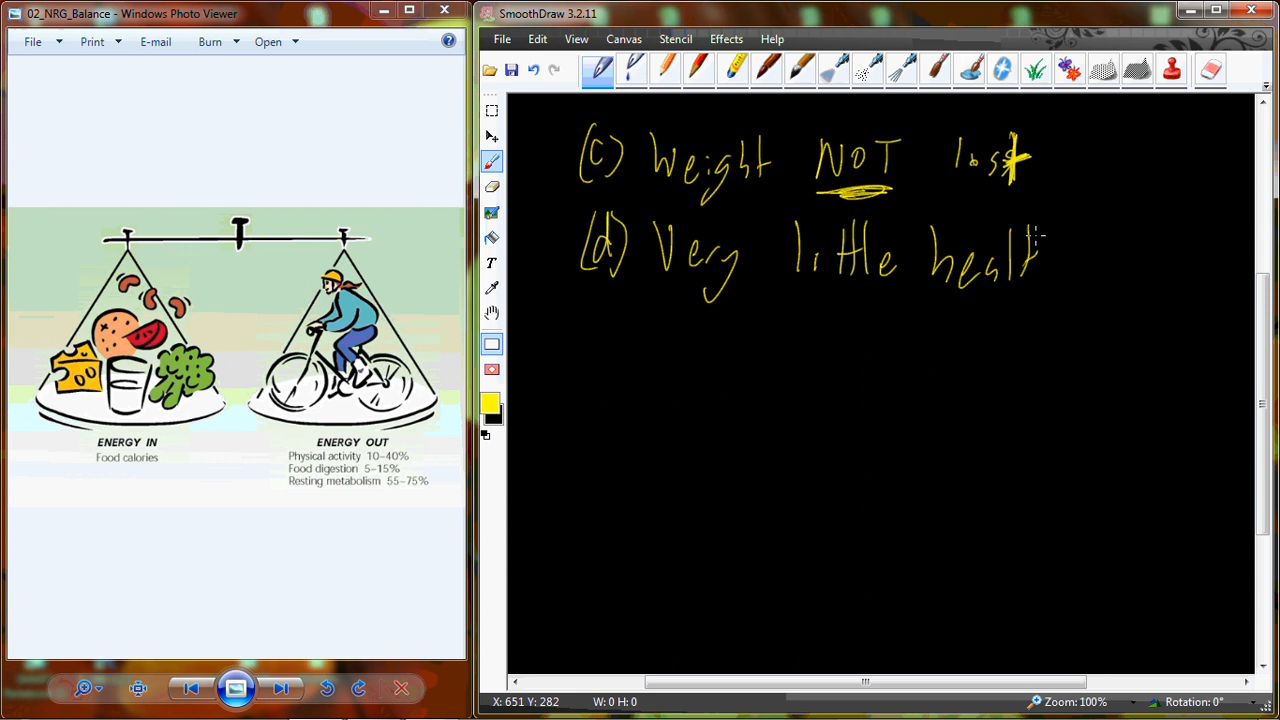 02_NRG_Balance - Windows Photo Viewer
File Print E-mail Burn Open
ENERGY IN
Food calories
ENERGY OUT
Physical activity 10–40%
Food digestion 5–15%
Resting metabolism 55–75%
SmoothDraw 3.2.11
File Edit View Canvas Stencil Effects Help
(c) Weight NOT lost
(d) Very little healt
X: 651 Y: 282 W: 0 H: 0 Zoom: 100% Rotation: 0°